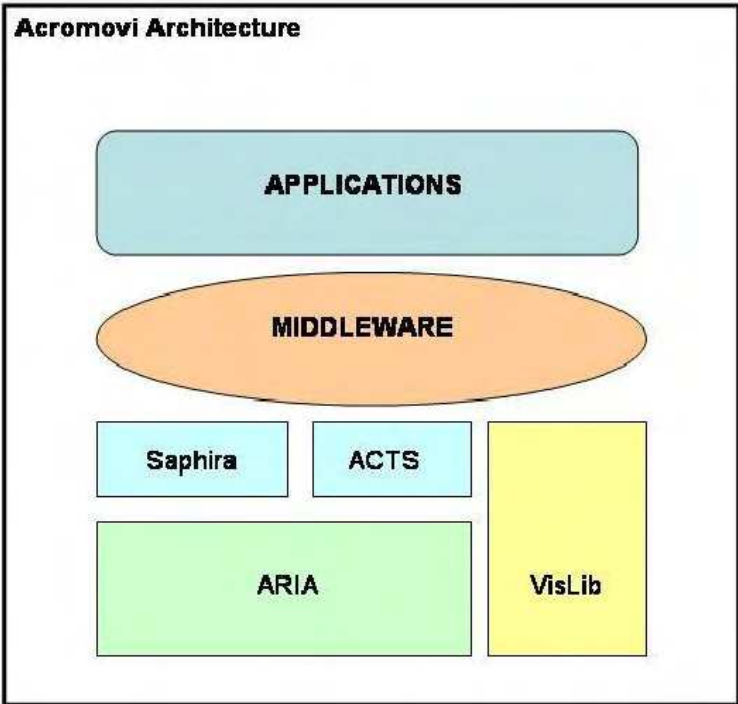 Acromovi Architecture
APPLICATIONS
MIDDLEWARE
Saphira
ACTS
ARIA
VisLib